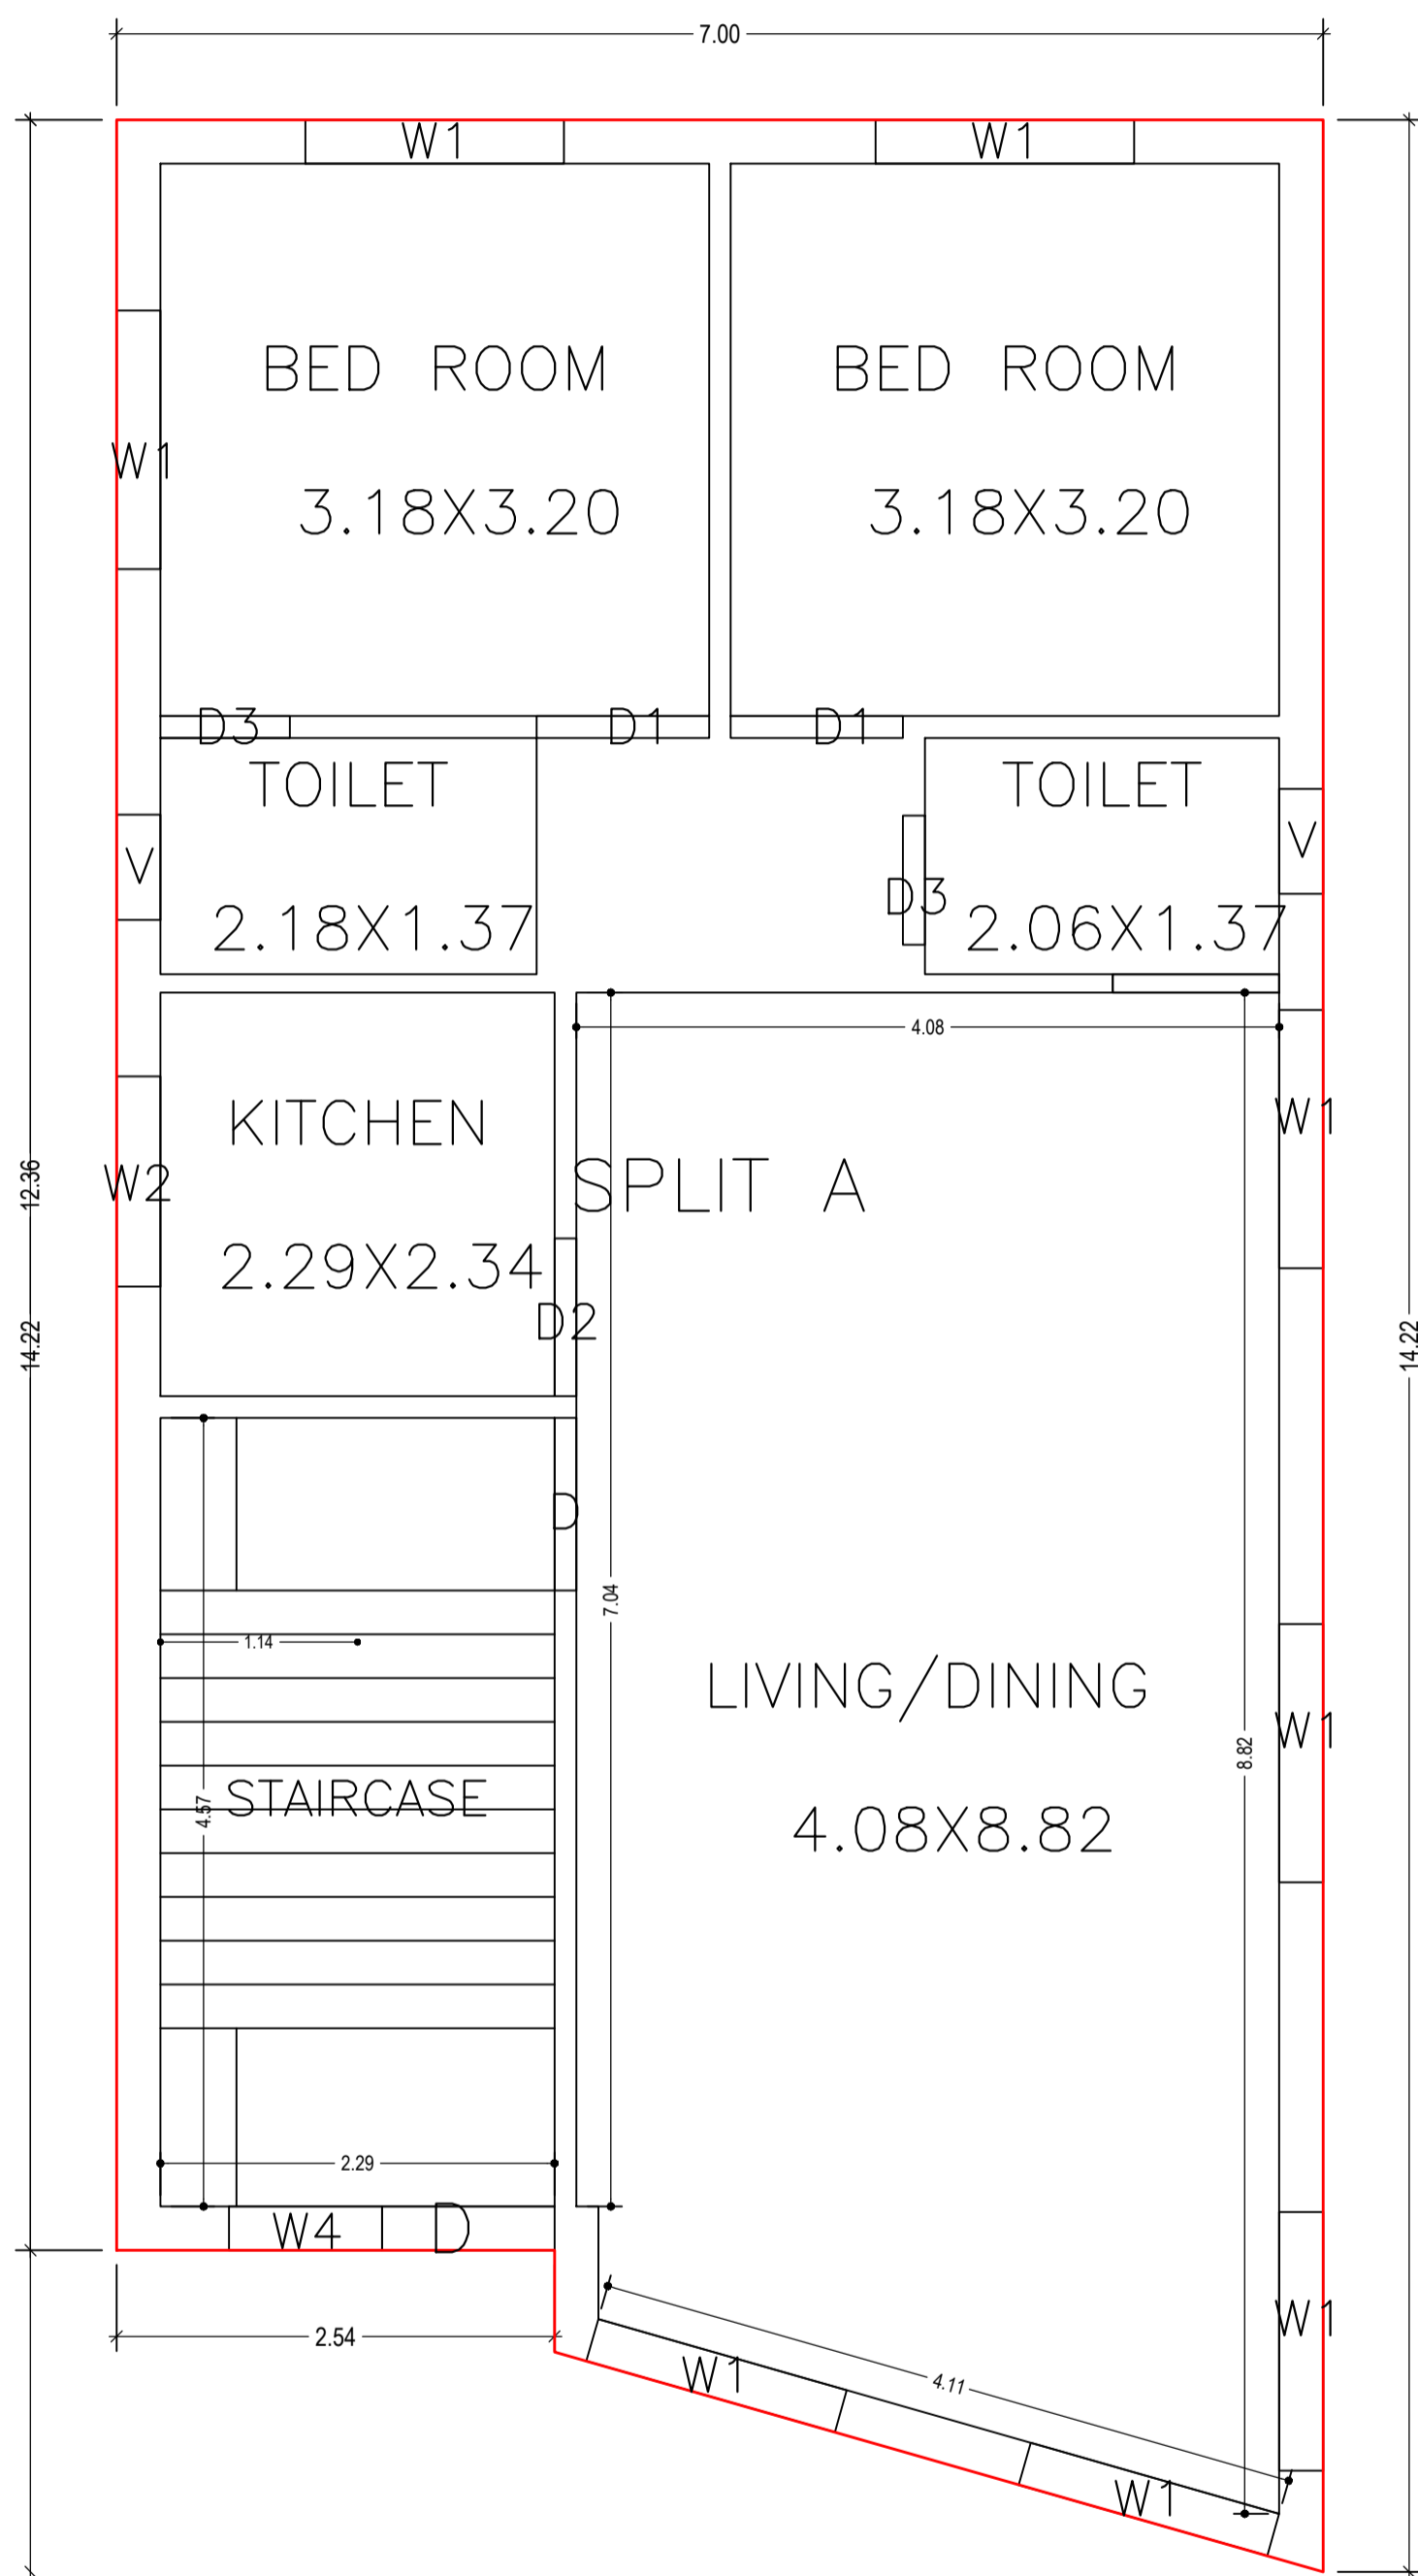 7.00
W1
W1
BED ROOM
BED ROOM
W1
3.18X3.20
3.18X3.20
D3
D1
D1
TOILET
TOILET
V
V
D3
2.18X1.37
2.06X1.37
4.08
KITCHEN
W1
12.36
W2
SPLIT A
2.29X2.34
D2
14.22
14.22
D
7.04
1.14
LIVING/DINING
W1
8.82
4.57
STAIRCASE
4.08X8.82
2.29
W4
D
W1
2.54
W1
4.11
W1